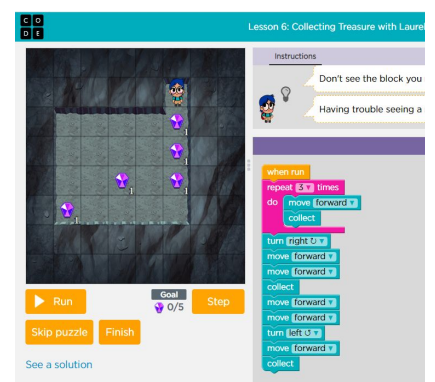 C O
D E
Lesson 6: Collecting Treasure with Laurel
Instructions
Don't see the block you
Having trouble seeing a
1
1
1
1
1
when run
repeat 3 times
do move forward
collect
turn right
move forward
move forward
collect
move forward
move forward
turn left
move forward
collect
Run
Goal
0/5
Step
Skip puzzle
Finish
See a solution